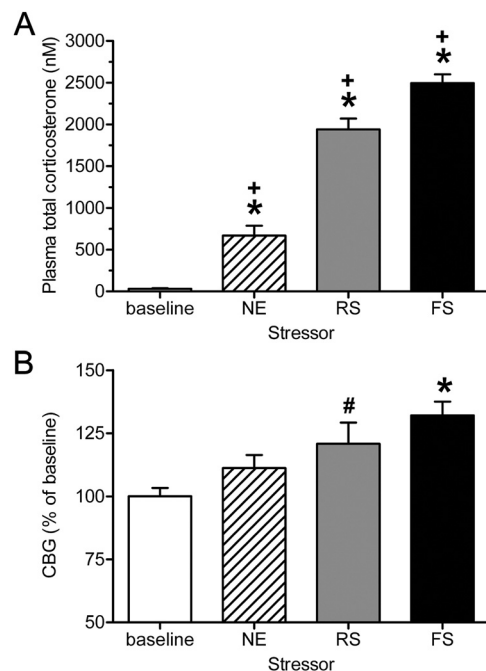 A
Plasma total corticosterone (nM)
3000
2500
2000
1500
1000
500
0
+
*
+
*
+
*
baseline NE RS FS
Stressor
B
CBG (% of baseline)
150
125
100
75
50
#
*
baseline NE RS FS
Stressor